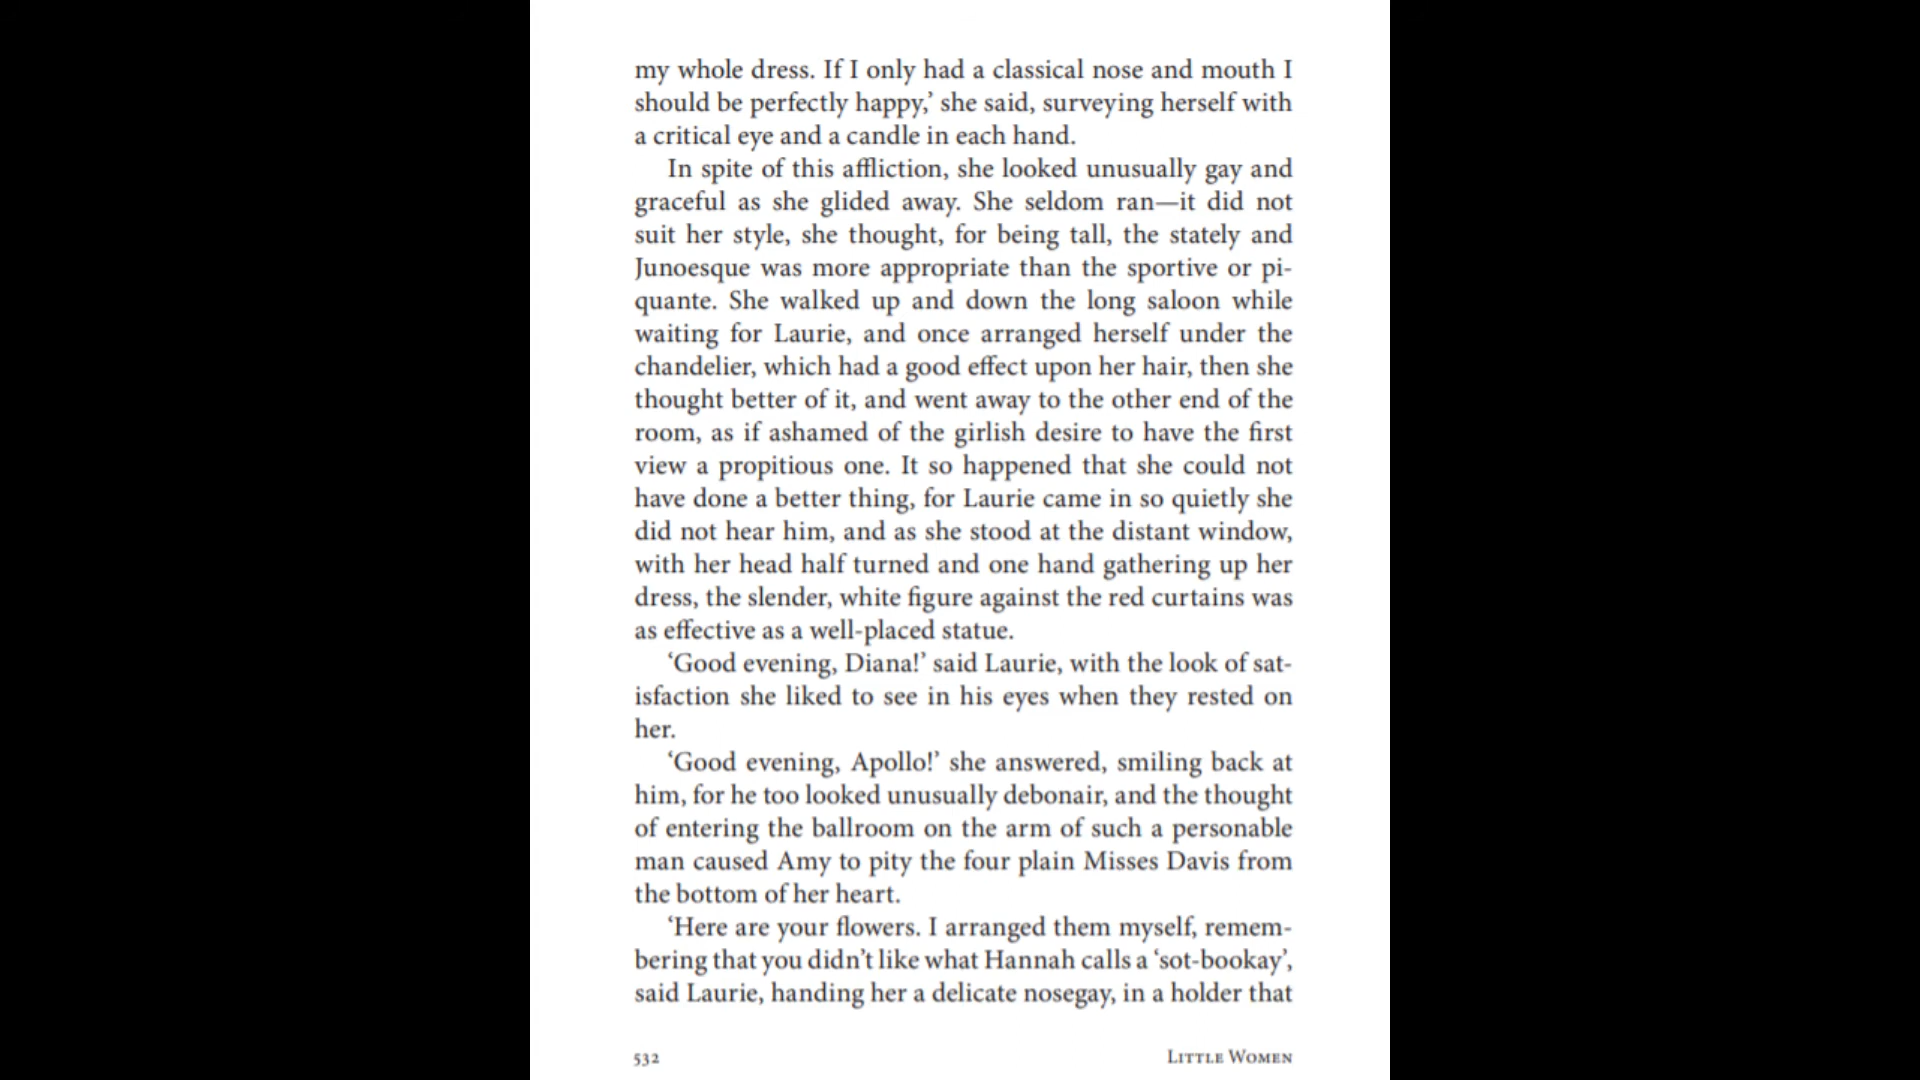 my whole dress. If I only had a classical nose and mouth I
should be perfectly happy,’ she said, surveying herself with
a critical eye and a candle in each hand.
In spite of this affliction, she looked unusually gay and
graceful as she glided away. She seldom ran—it did not
suit her style, she thought, for being tall, the stately and
Junoesque was more appropriate than the sportive or pi-
quante. She walked up and down the long saloon while
waiting for Laurie, and once arranged herself under the
chandelier, which had a good effect upon her hair, then she
thought better of it, and went away to the other end of the
room, as if ashamed of the girlish desire to have the first
view a propitious one. It so happened that she could not
have done a better thing, for Laurie came in so quietly she
did not hear him, and as she stood at the distant window,
with her head half turned and one hand gathering up her
dress, the slender, white figure against the red curtains was
as effective as a well-placed statue.
‘Good evening, Diana!’ said Laurie, with the look of sat-
isfaction she liked to see in his eyes when they rested on
her.
‘Good evening, Apollo!’ she answered, smiling back at
him, for he too looked unusually debonair, and the thought
of entering the ballroom on the arm of such a personable
man caused Amy to pity the four plain Misses Davis from
the bottom of her heart.
‘Here are your flowers. I arranged them myself, remem-
bering that you didn’t like what Hannah calls a ‘sot-bookay’,
said Laurie, handing her a delicate nosegay, in a holder that
532 Little Women